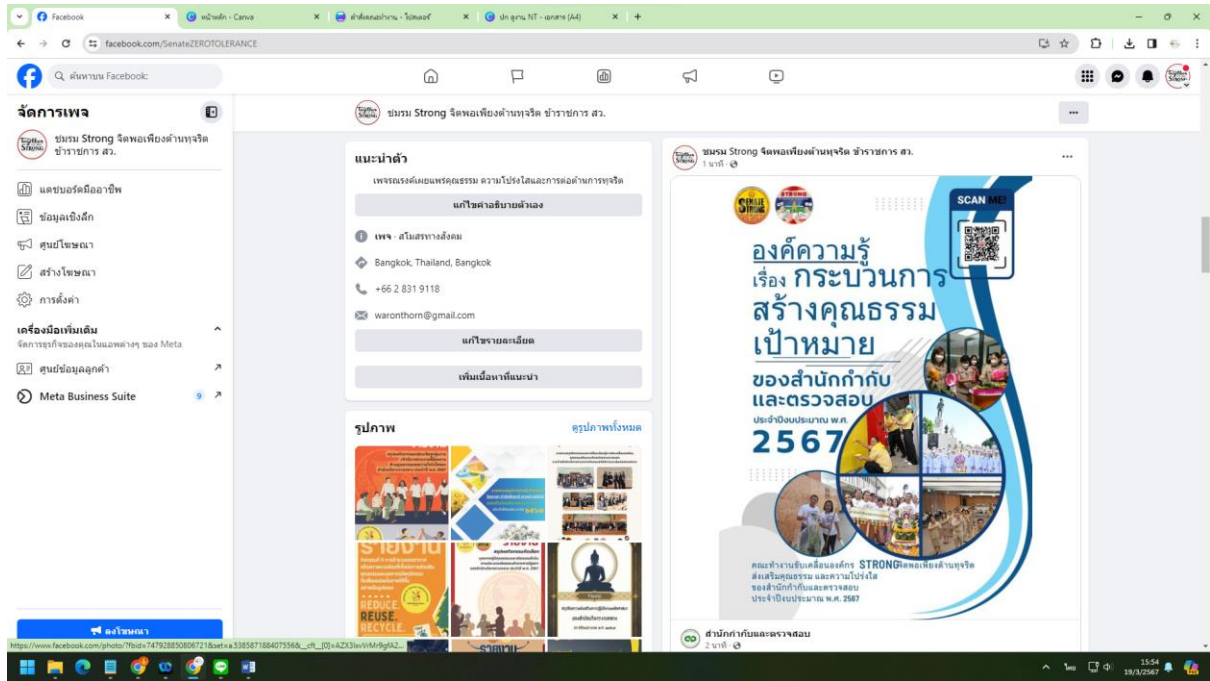 Facebook
หน้าหลัก - Canva
ปก ลูกบน NT - เอกสาร (A4)
facebook.com/SenateZEROTOLERANCE
ค้นหาบน Facebook
จัดการเพจ
ชมรม Strong จิตพอเพียงต้านทุจริต
ข้าราชการ สว.
แดชบอร์ดมืออาชีพ
ข้อมูลเชิงลึก
ศูนย์โฆษณา
สร้างโฆษณา
การตั้งค่า
เครื่องมือเพิ่มเติม
จัดการธุรกิจของคุณในแอพต่างๆ ของ Meta
ศูนย์ข้อมูลลูกค้า
Meta Business Suite 9
ลงโฆษณา
ชมรม Strong จิตพอเพียงต้านทุจริต ข้าราชการ สว.
แนะนำตัว
เพจรณรงค์เผยแพร่คุณธรรม ความโปร่งใสและการต่อต้านการทุจริต
แก้ไขคำอธิบายตัวเอง
เพจ · สโมสรทางสังคม
Bangkok, Thailand, Bangkok
+66 2 831 9118
waronthorn@gmail.com
แก้ไขรายละเอียด
เพิ่มเนื้อหาที่แนะนำ
รูปภาพ
ดูรูปภาพทั้งหมด
รายงาน
REDUCE.
REUSE.
RECYCLE.
ชมรม Strong จิตพอเพียงต้านทุจริต ข้าราชการ สว.
1 นาที ·
SENATE
STRONG
STRONG
SCAN ME!
องค์ความรู้
เรื่อง กระบวนการ
สร้างคุณธรรม
เป้าหมาย
ของสำนักกำกับ
และตรวจสอบ
ประจำปีงบประมาณ พ.ศ.
2567
คณะทำงานขับเคลื่อนองค์กร STRONGจิตพอเพียงต้านทุจริต
ส่งเสริมคุณธรรม และความโปร่งใส
ของสำนักกำกับและตรวจสอบ
ประจำปีงบประมาณ พ.ศ. 2567
สำนักกำกับและตรวจสอบ
2 นาที ·
ไทย
15:54
19/3/2567